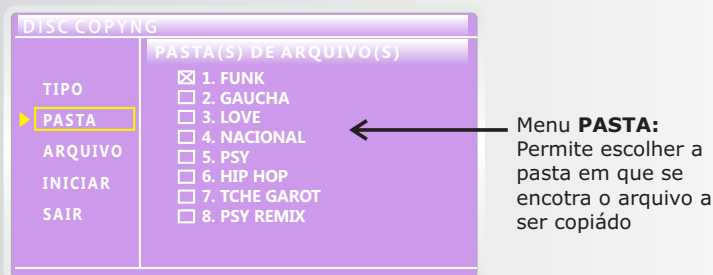 DISC COPYNG
PASTA(S) DE ARQUIVO(S)
TIPO
PASTA
ARQUIVO
INICIAR
SAIR
1. FUNK
2. GAUCHA
3. LOVE
4. NACIONAL
5. PSY
6. HIP HOP
7. TCHE GAROT
8. PSY REMIX
Menu PASTA:
Permite escolher a
pasta em que se
encotra o arquivo a
ser copiádo